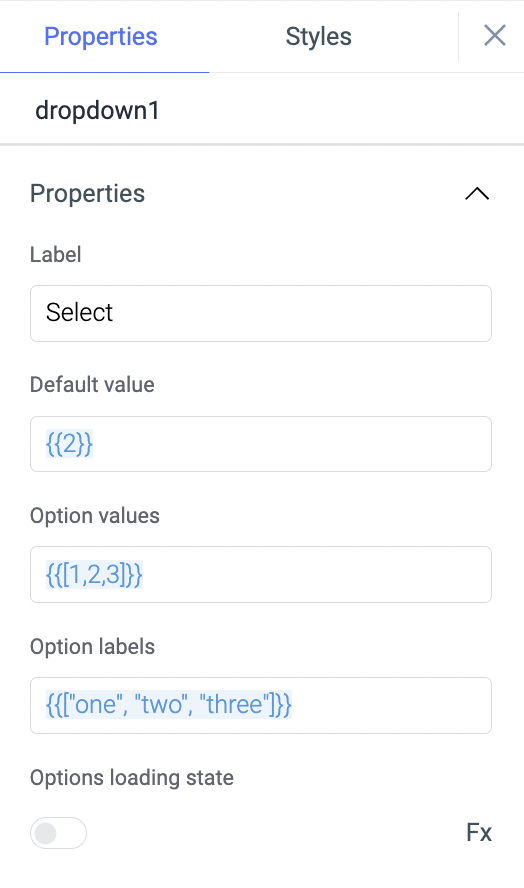 Properties Styles
dropdown1
Properties
Label
Select
Default value
{{2}}
Option values
{{[1,2,3]}}
Option labels
{{["one", "two", "three"]}}
Options loading state
Fx